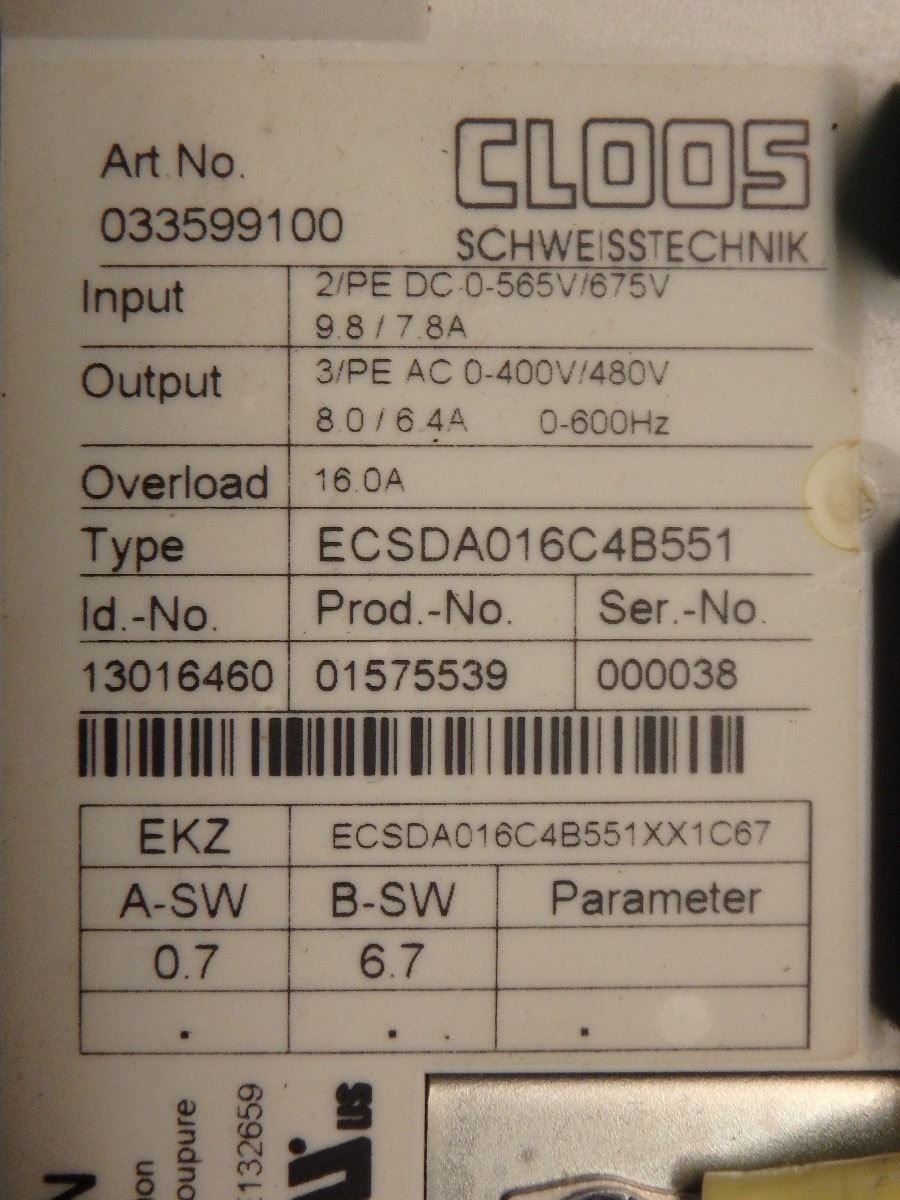 CLOOS
Art.No.
033599100
SCHWEISSTECHNIK
Input 2/PE DC 0-565V/675V
9.8 / 7.8A
Output 3/PE AC 0-400V/480V
8.0 / 6.4A 0-600Hz
Overload 16.0A
Type ECSDA016C4B551
Id.-No. Prod.-No. Ser.-No.
13016460 01575539 000038
EKZ ECSDA016C4B551XX1C67
A-SW B-SW Parameter
0.7 6.7
. . .
132659
US